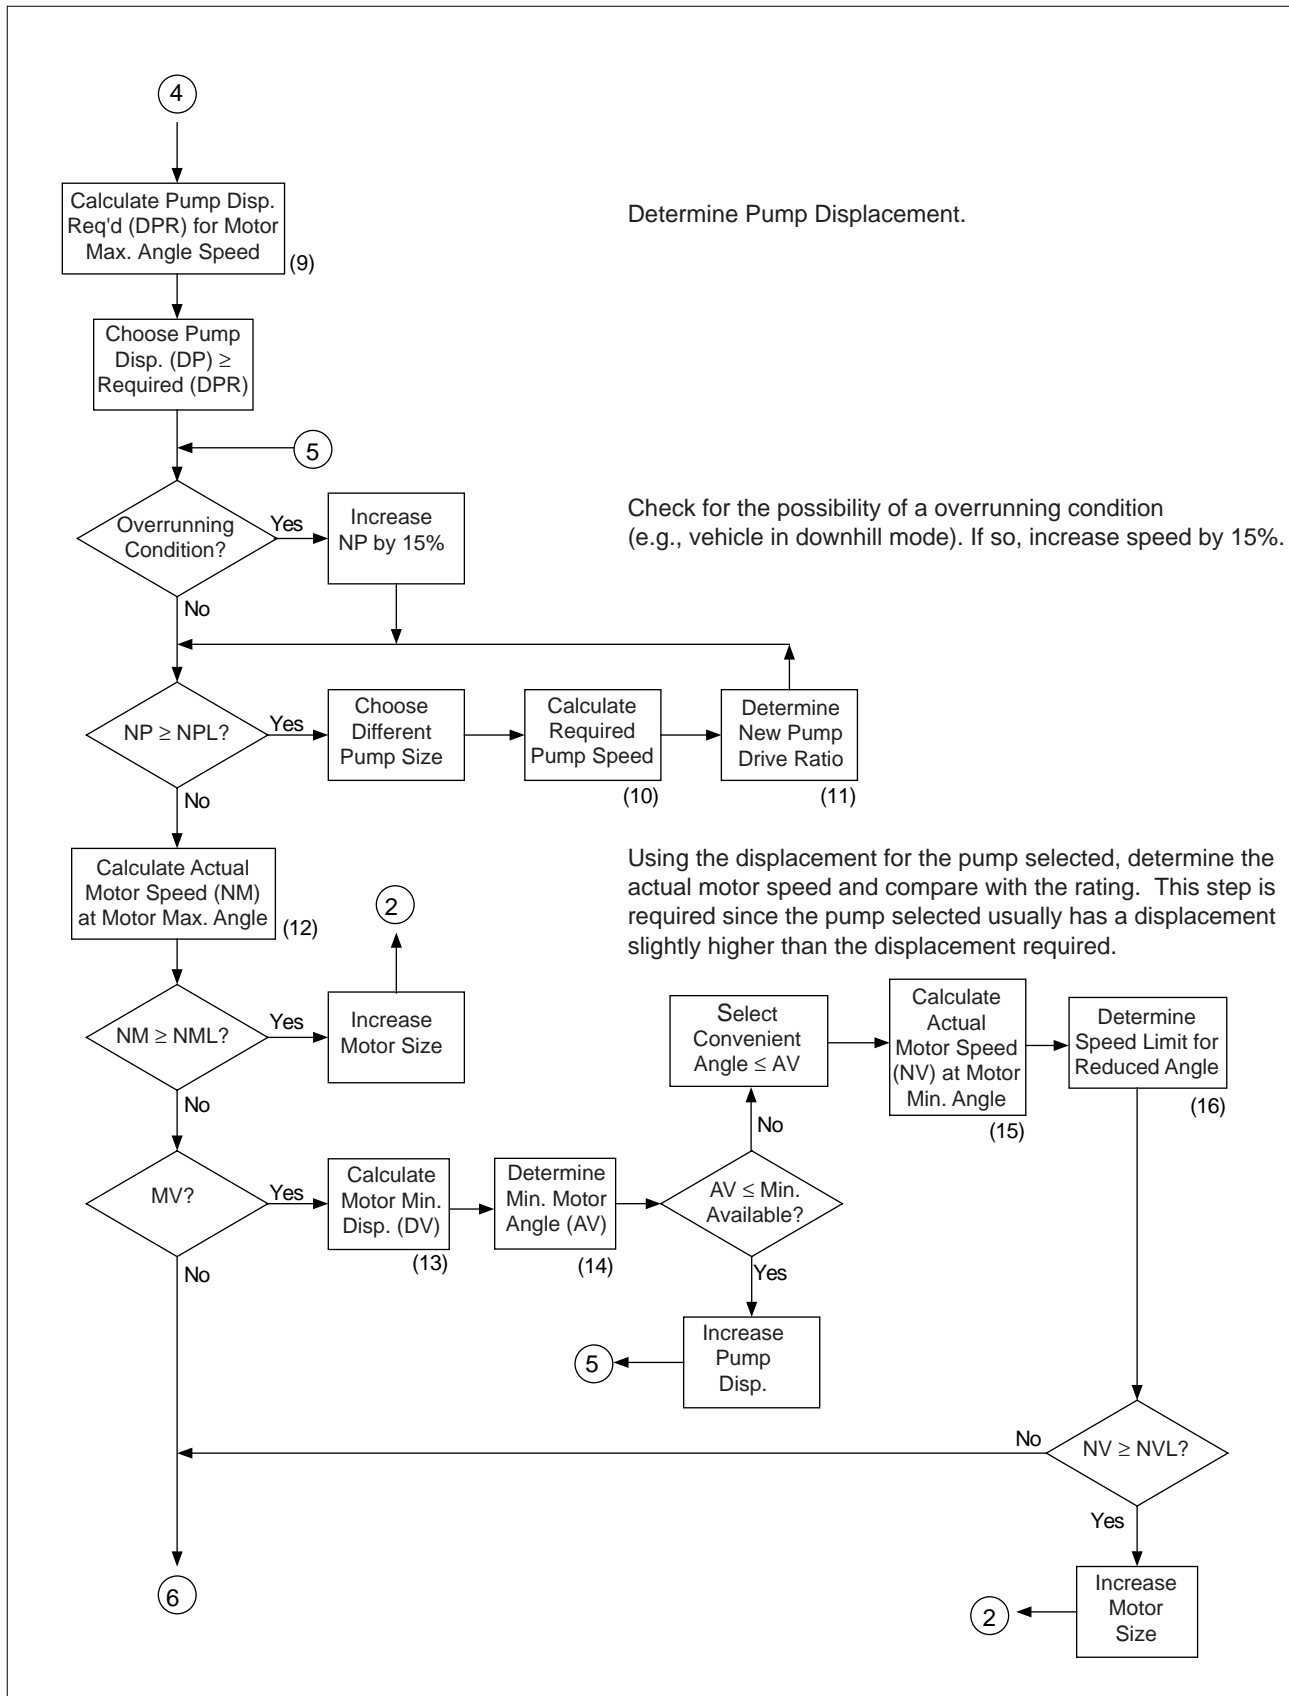 4
Calculate Pump Disp.
Req'd (DPR) for Motor
Max. Angle Speed
(9)
Determine Pump Displacement.
Choose Pump
Disp. (DP) ≥
Required (DPR)
5
Overrunning
Condition?
Yes
No
Increase
NP by 15%
Check for the possibility of a overrunning condition
(e.g., vehicle in downhill mode). If so, increase speed by 15%.
NP ≥ NPL?
Yes
No
Choose
Different
Pump Size
Calculate
Required
Pump Speed
(10)
Determine
New Pump
Drive Ratio
(11)
Calculate Actual
Motor Speed (NM)
at Motor Max. Angle
(12)
2
Using the displacement for the pump selected, determine the
actual motor speed and compare with the rating. This step is
required since the pump selected usually has a displacement
slightly higher than the displacement required.
NM ≥ NML?
Yes
No
Increase
Motor Size
Select
Convenient
Angle ≤ AV
Calculate
Actual
Motor Speed
(NV) at Motor
Min. Angle
(15)
Determine
Speed Limit for
Reduced Angle
(16)
MV?
Yes
No
Calculate
Motor Min.
Disp. (DV)
(13)
Determine
Min. Motor
Angle (AV)
(14)
No
AV ≤ Min.
Available?
Yes
Increase
Pump
Disp.
5
No
NV ≥ NVL?
Yes
Increase
Motor
Size
2
6